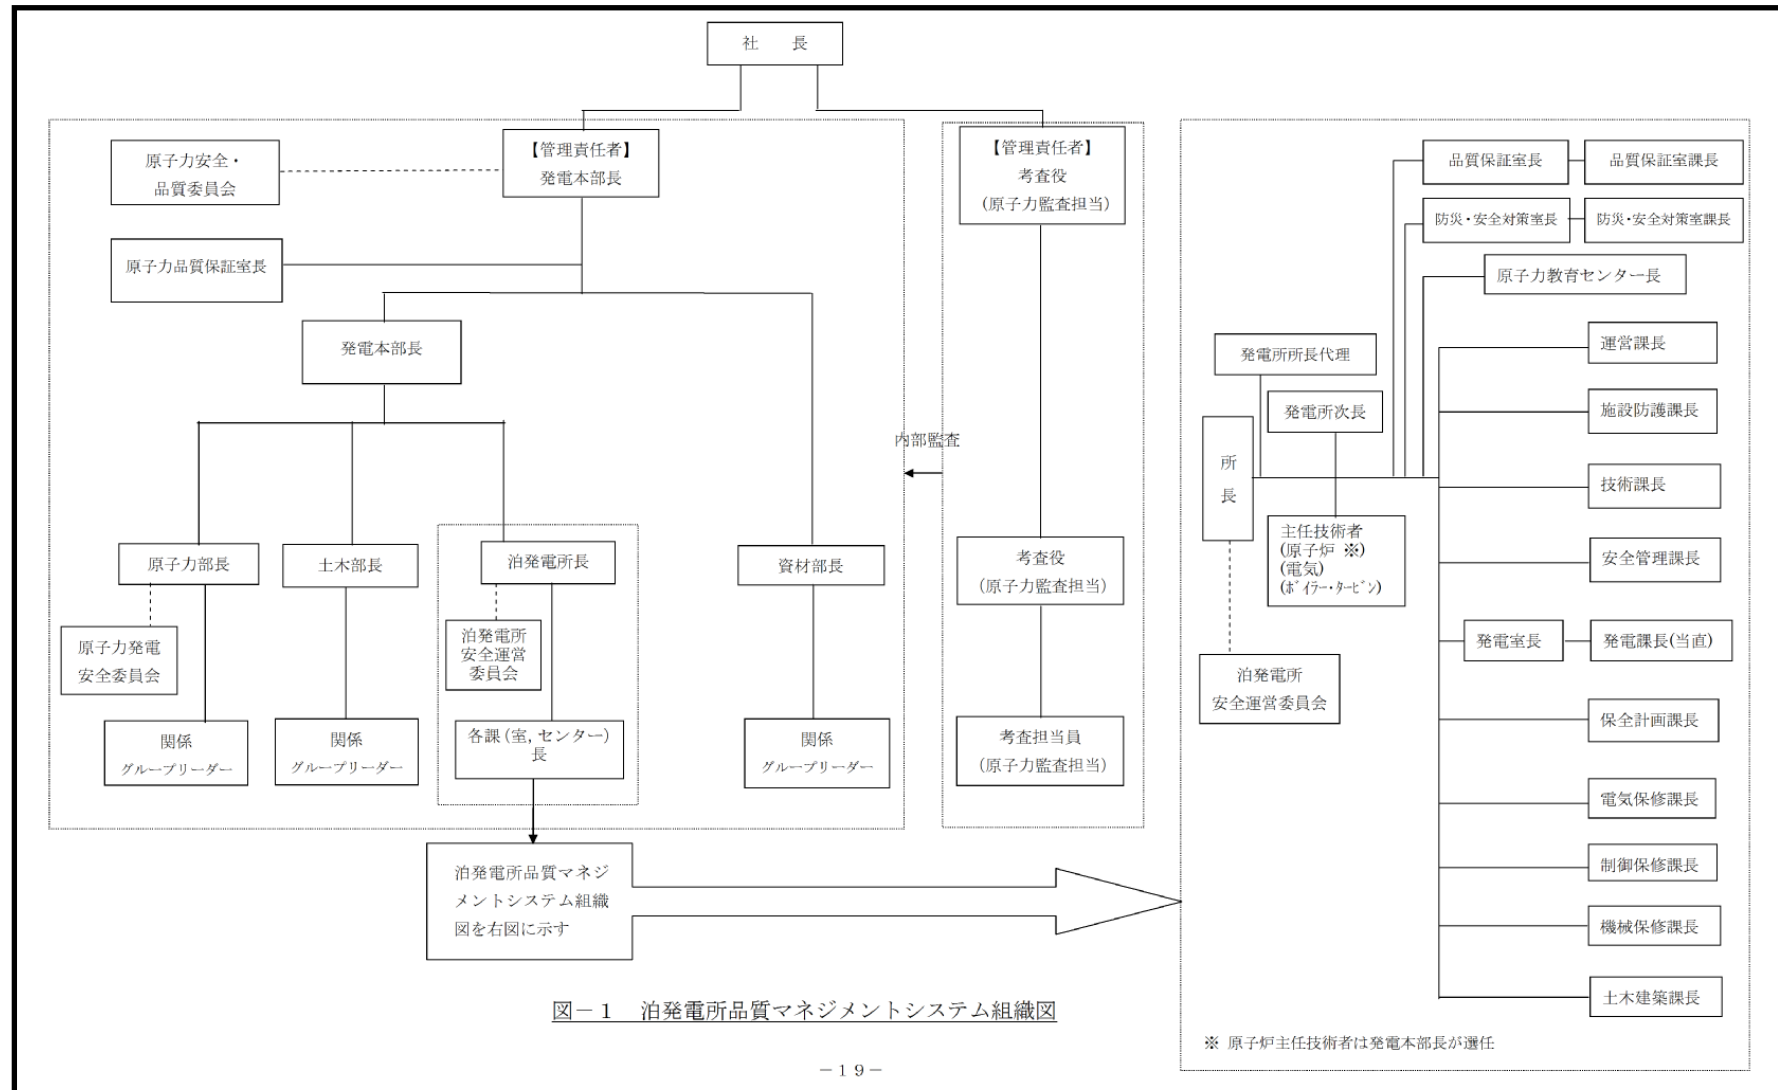 社　長
原子力安全・
品質委員会
【管理責任者】
発電本部長
【管理責任者】
考査役
(原子力監査担当)
原子力品質保証室長
発電本部長
内部監査
原子力部長
土木部長
泊発電所長
資材部長
考査役
(原子力監査担当)
原子力発電
安全委員会
泊発電所
安全運営
委員会
関係
グループリーダー
関係
グループリーダー
各課(室,センター)
長
関係
グループリーダー
考査担当員
(原子力監査担当)
泊発電所品質マネジ
メントシステム組織
図を右図に示す
品質保証室長
品質保証室課長
防災・安全対策室長
防災・安全対策室課長
原子力教育センター長
発電所所長代理
発電所次長
所
長
主任技術者
(原子炉 ※)
(電気)
(ﾎﾞｲﾗｰ・ﾀｰﾋﾞﾝ)
泊発電所
安全運営委員会
運営課長
施設防護課長
技術課長
安全管理課長
発電室長
発電課長(当直)
保全計画課長
電気保修課長
制御保修課長
機械保修課長
土木建築課長
※ 原子炉主任技術者は発電本部長が選任
図－１　泊発電所品質マネジメントシステム組織図
－１９－